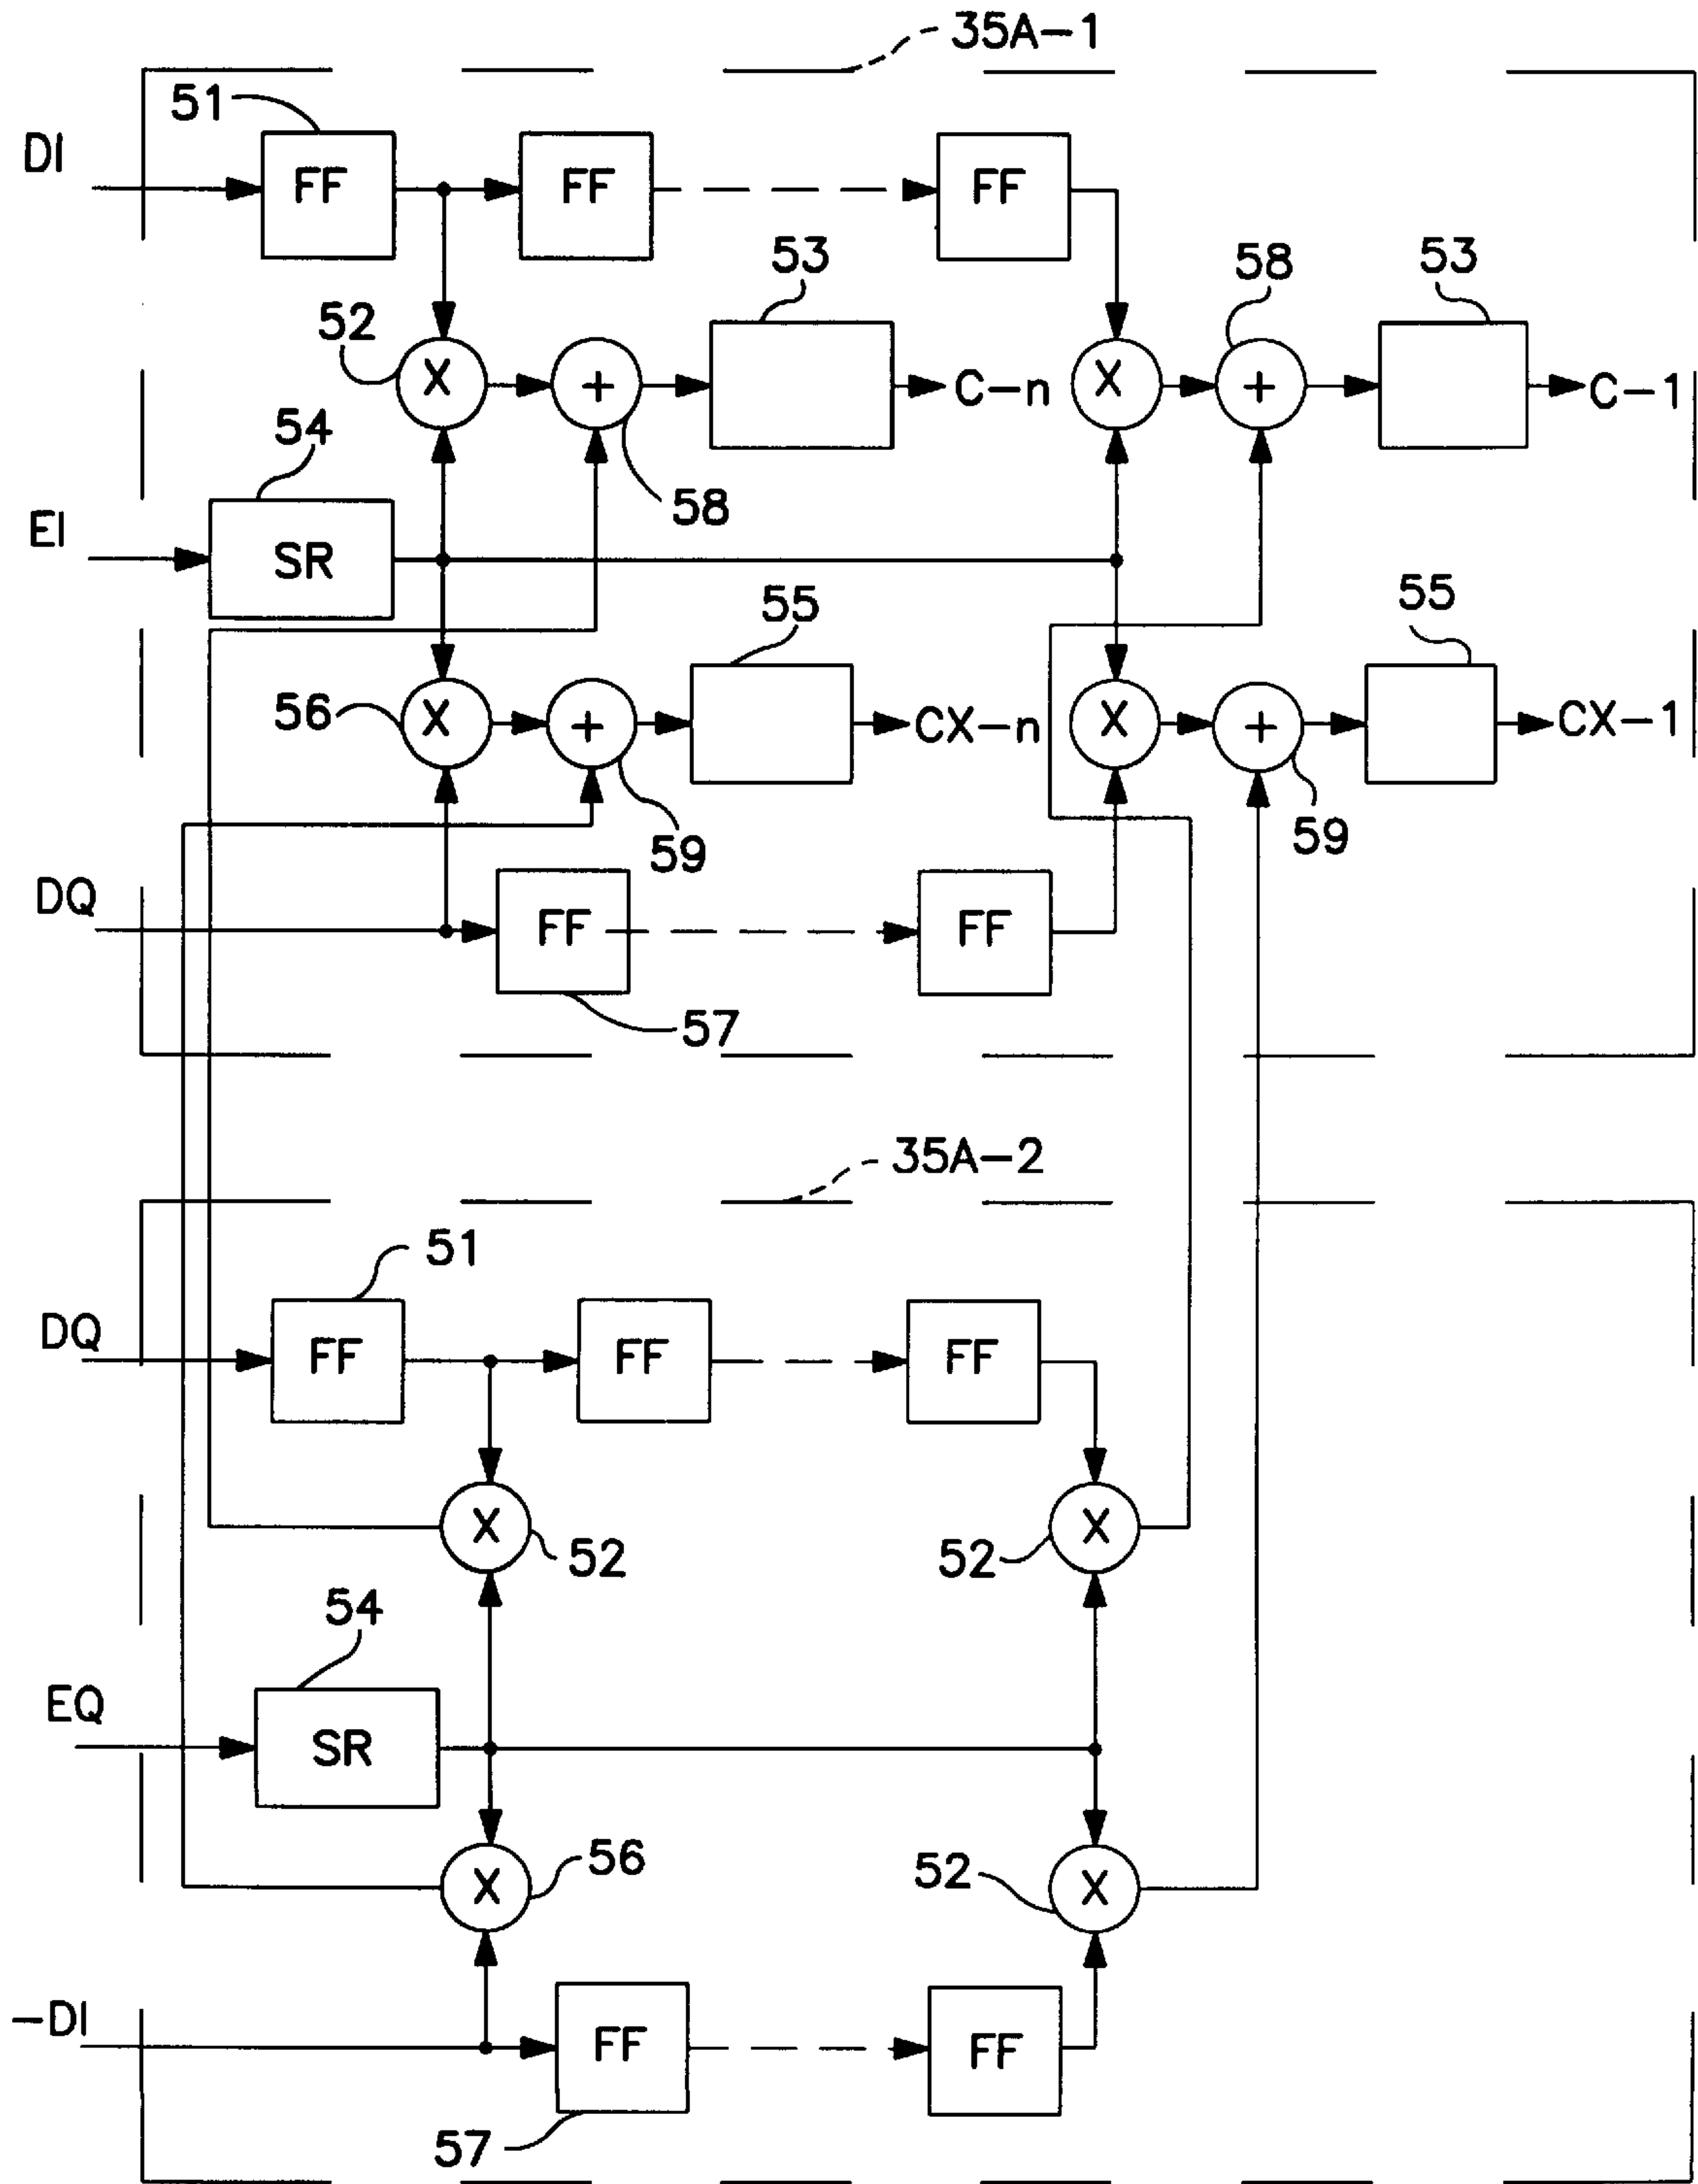 35A-1
51
DI
FF
FF
FF
53
58
53
52
X
+
C-n
X
+
C-1
54
58
EI
SR
55
55
56
X
+
CX-n
X
+
CX-1
59
59
DQ
FF
FF
57
35A-2
51
DQ
FF
FF
FF
X
X
52
52
54
EQ
SR
56
52
X
X
-DI
FF
FF
57